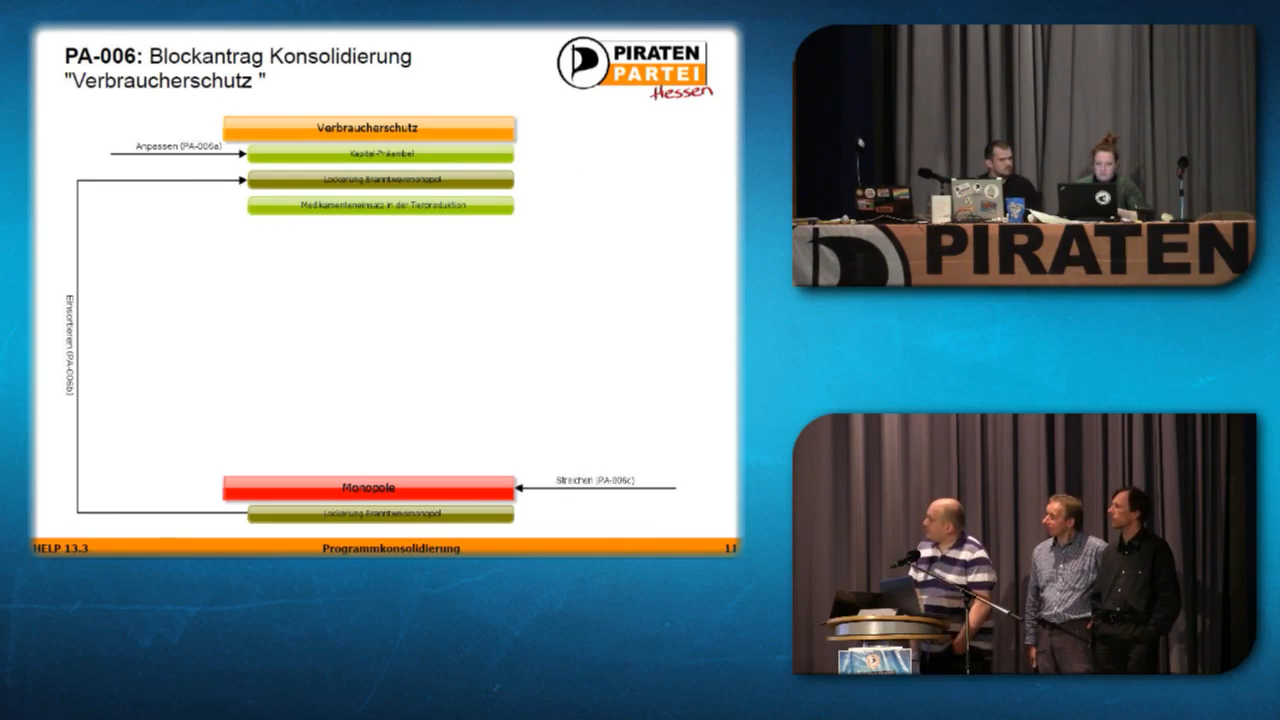 PA-006: Blockantrag Konsolidierung
"Verbraucherschutz "
PIRATEN
PARTEI
Hessen
Verbraucherschutz
Anpassen (PA-006a)
Kapitel-Präambel
Lockerung Branntweinmonopol
Medikamenteneinsatz in der Tierproduktion
Einsortieren (PA-006b)
Monopole
Streichen (PA-006c)
Lockerung Branntweinmonopol
HELP 13.3
Programmkonsolidierung
11
PIRATEN